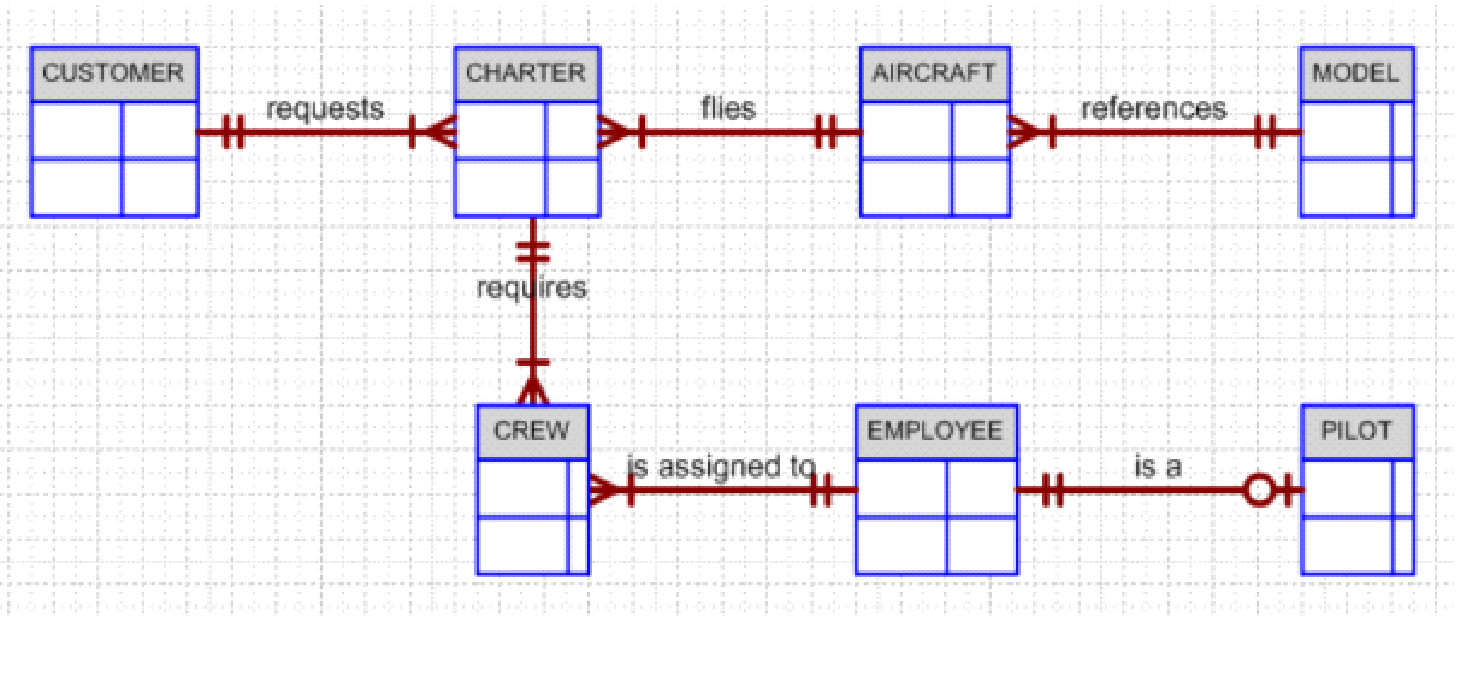 CUSTOMER
requests
CHARTER
flies
AIRCRAFT
references
MODEL
requires
CREW
is assigned to
EMPLOYEE
is a
PILOT